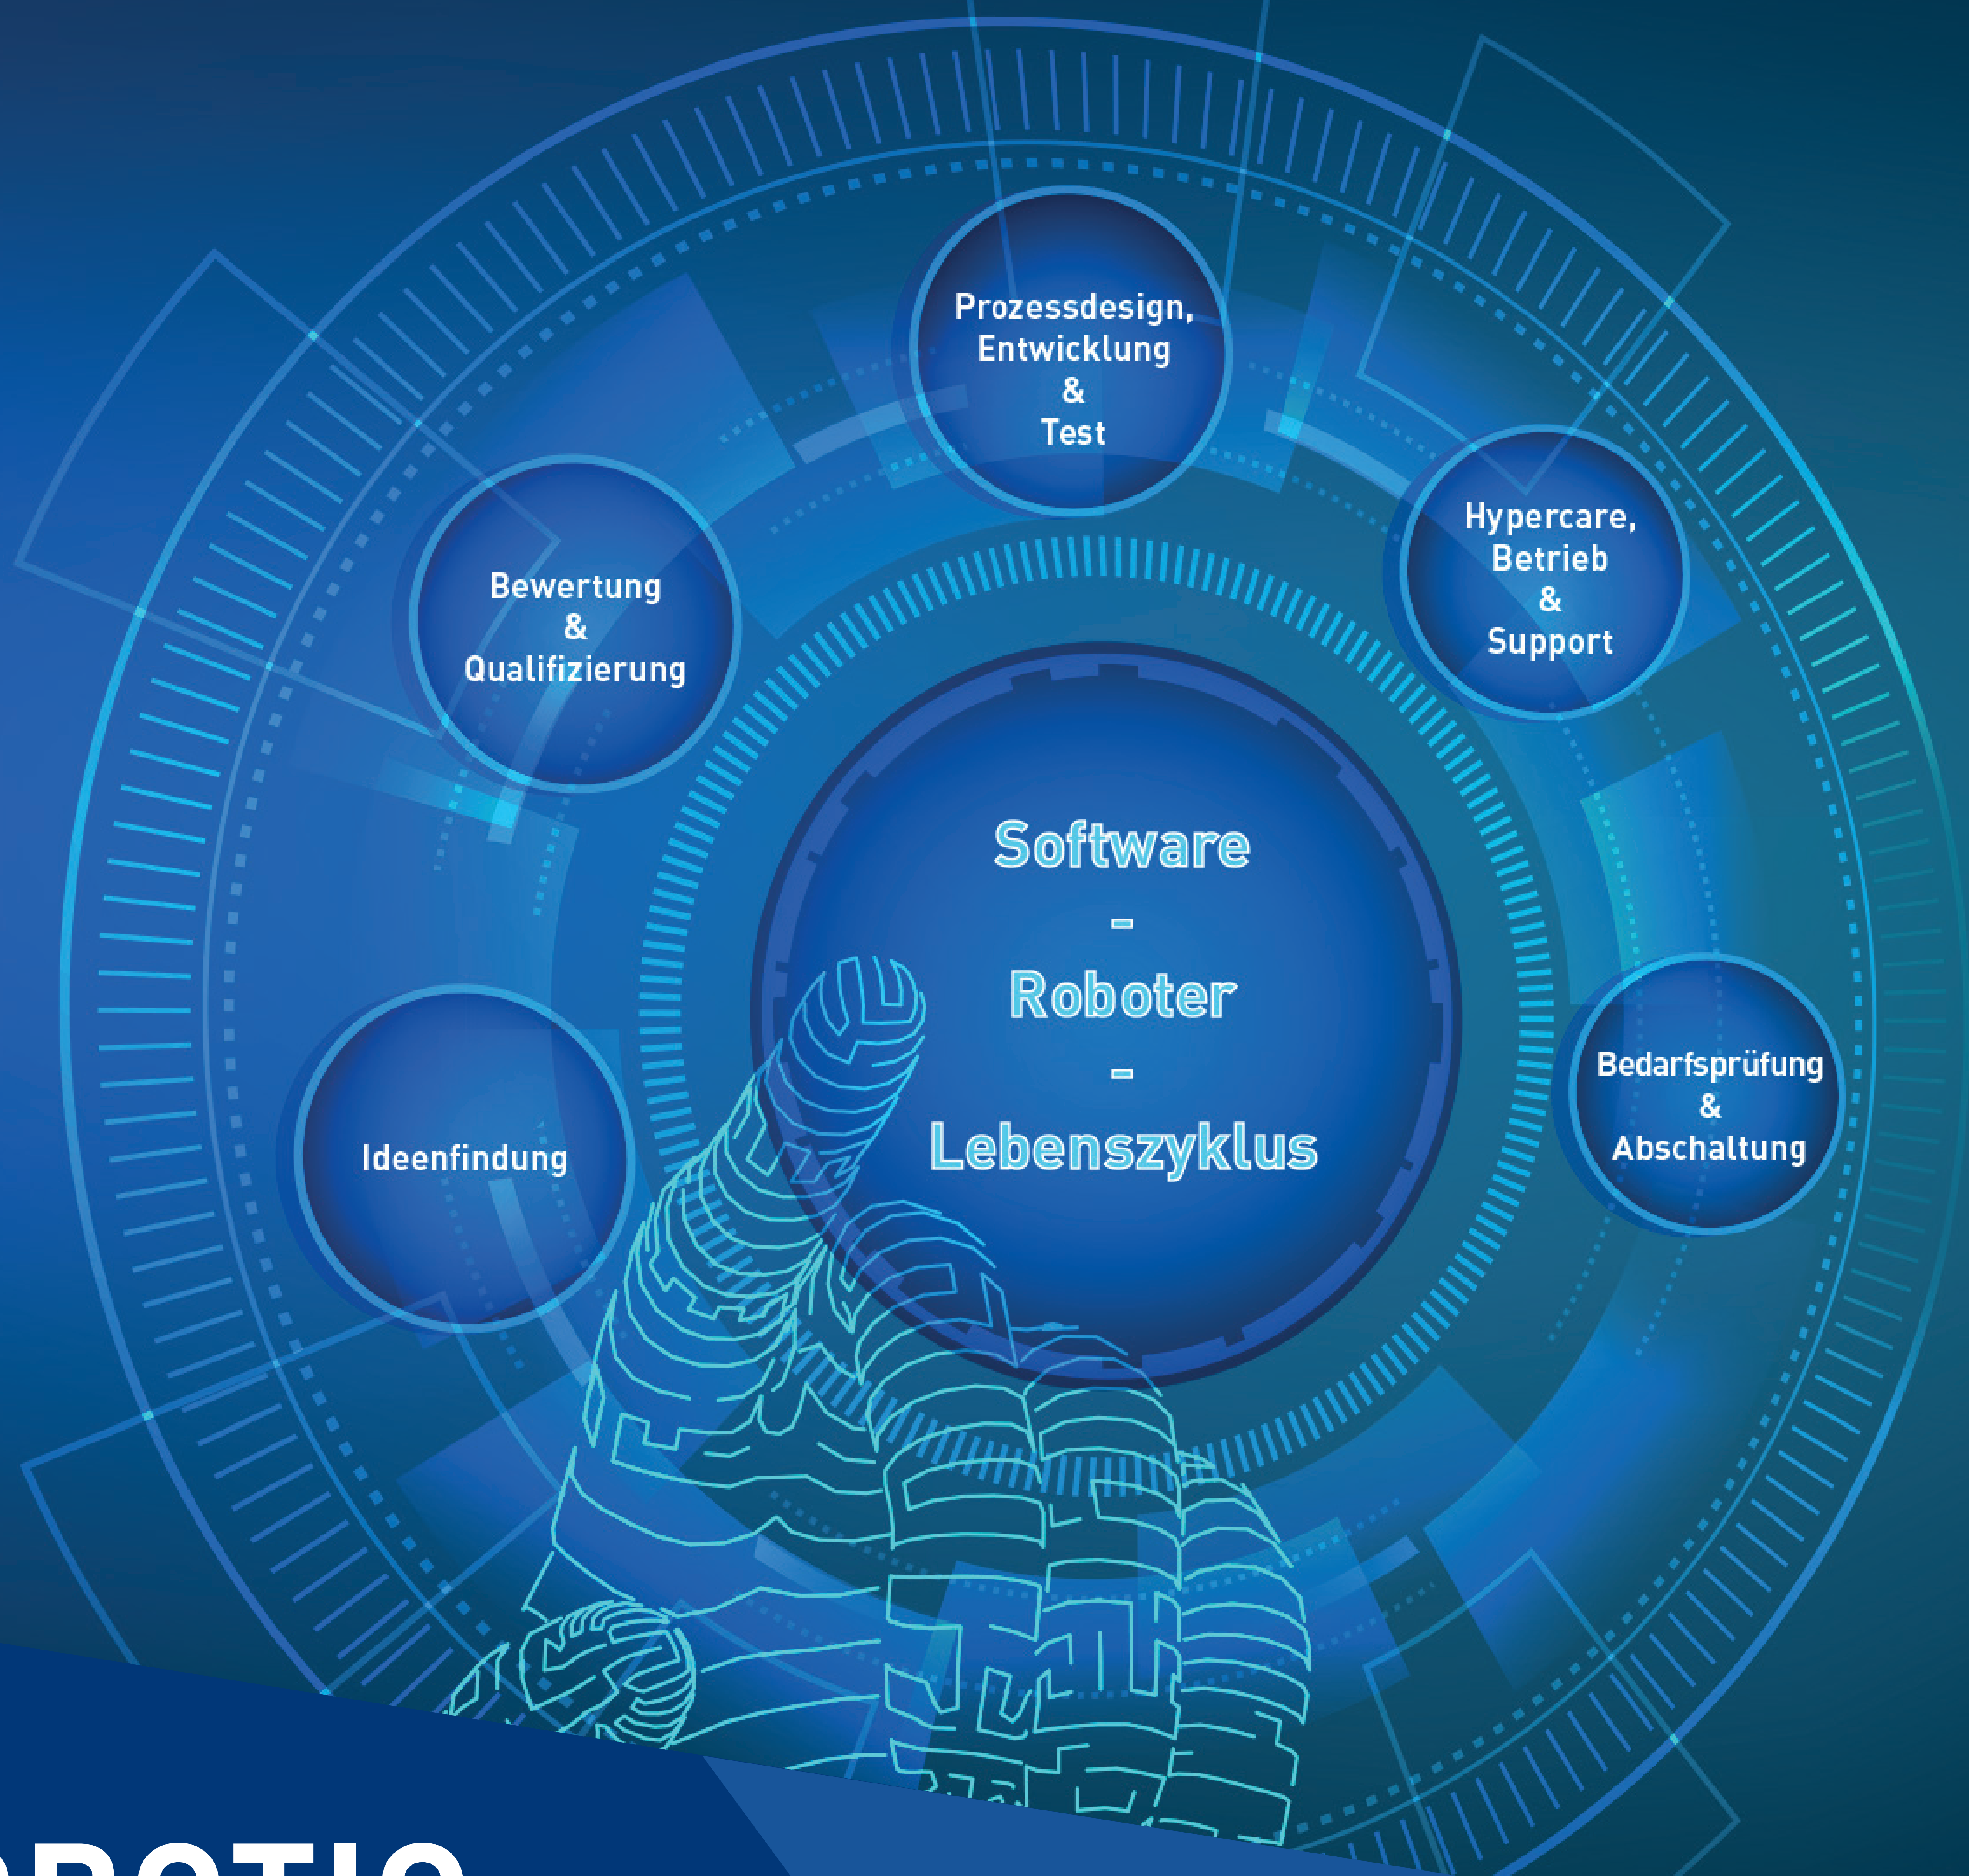 Prozessdesign,
Entwicklung
&
Test
Hypercare,
Betrieb
&
Support
Bewertung
&
Qualifizierung
Software
-
Roboter
-
Lebenszyklus
Bedarfsprüfung
&
Abschaltung
Ideenfindung